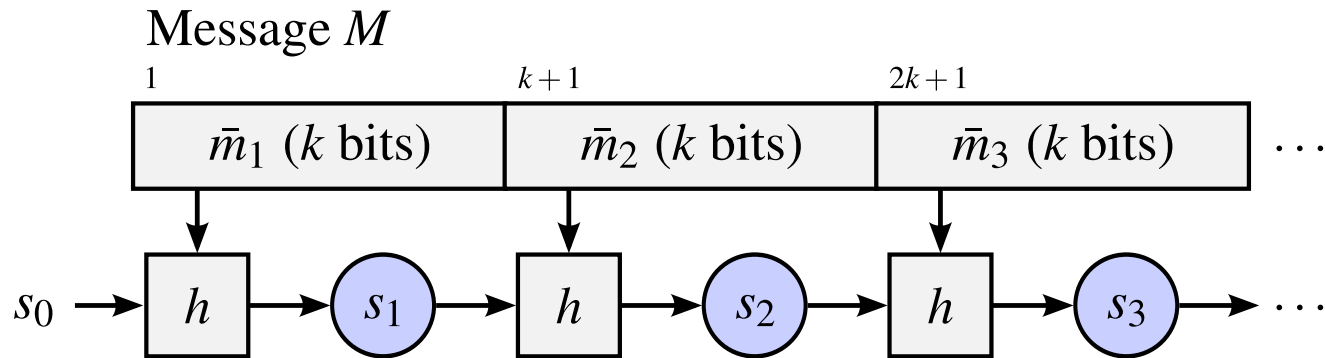 Message M
1 k + 1 2k + 1
m̄₁ (k bits) m̄₂ (k bits) m̄₃ (k bits) ···
s₀ h s₁ h s₂ h s₃ ···